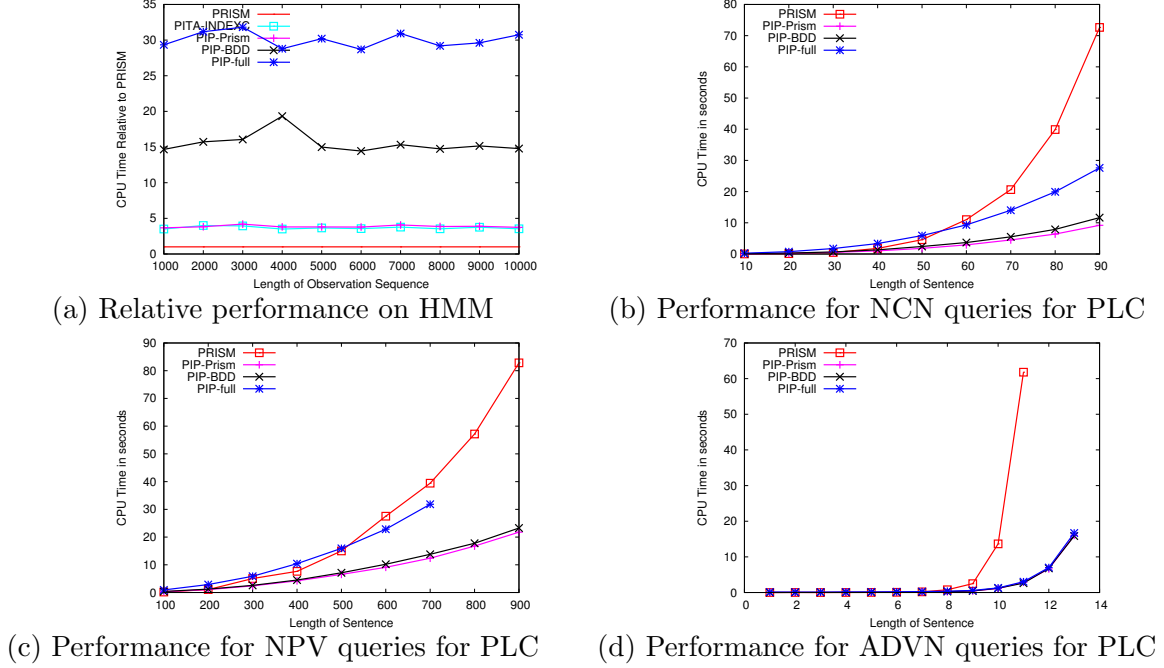 PRISM
PITA-INDEXC
PIP-Prism
PIP-BDD
PIP-full
CPU Time Relative to PRISM
35
30
25
20
15
10
5
0
1000 2000 3000 4000 5000 6000 7000 8000 9000 10000
Length of Observation Sequence
(a) Relative performance on HMM
PRISM
PIP-Prism
PIP-BDD
PIP-full
CPU Time in seconds
80
70
60
50
40
30
20
10
0
10 20 30 40 50 60 70 80 90
Length of Sentence
(b) Performance for NCN queries for PLC
PRISM
PIP-Prism
PIP-BDD
PIP-full
CPU Time in seconds
90
80
70
60
50
40
30
20
10
0
100 200 300 400 500 600 700 800 900
Length of Sentence
(c) Performance for NPV queries for PLC
PRISM
PIP-Prism
PIP-BDD
PIP-full
CPU Time in seconds
70
60
50
40
30
20
10
0
0 2 4 6 8 10 12 14
Length of Sentence
(d) Performance for ADVN queries for PLC